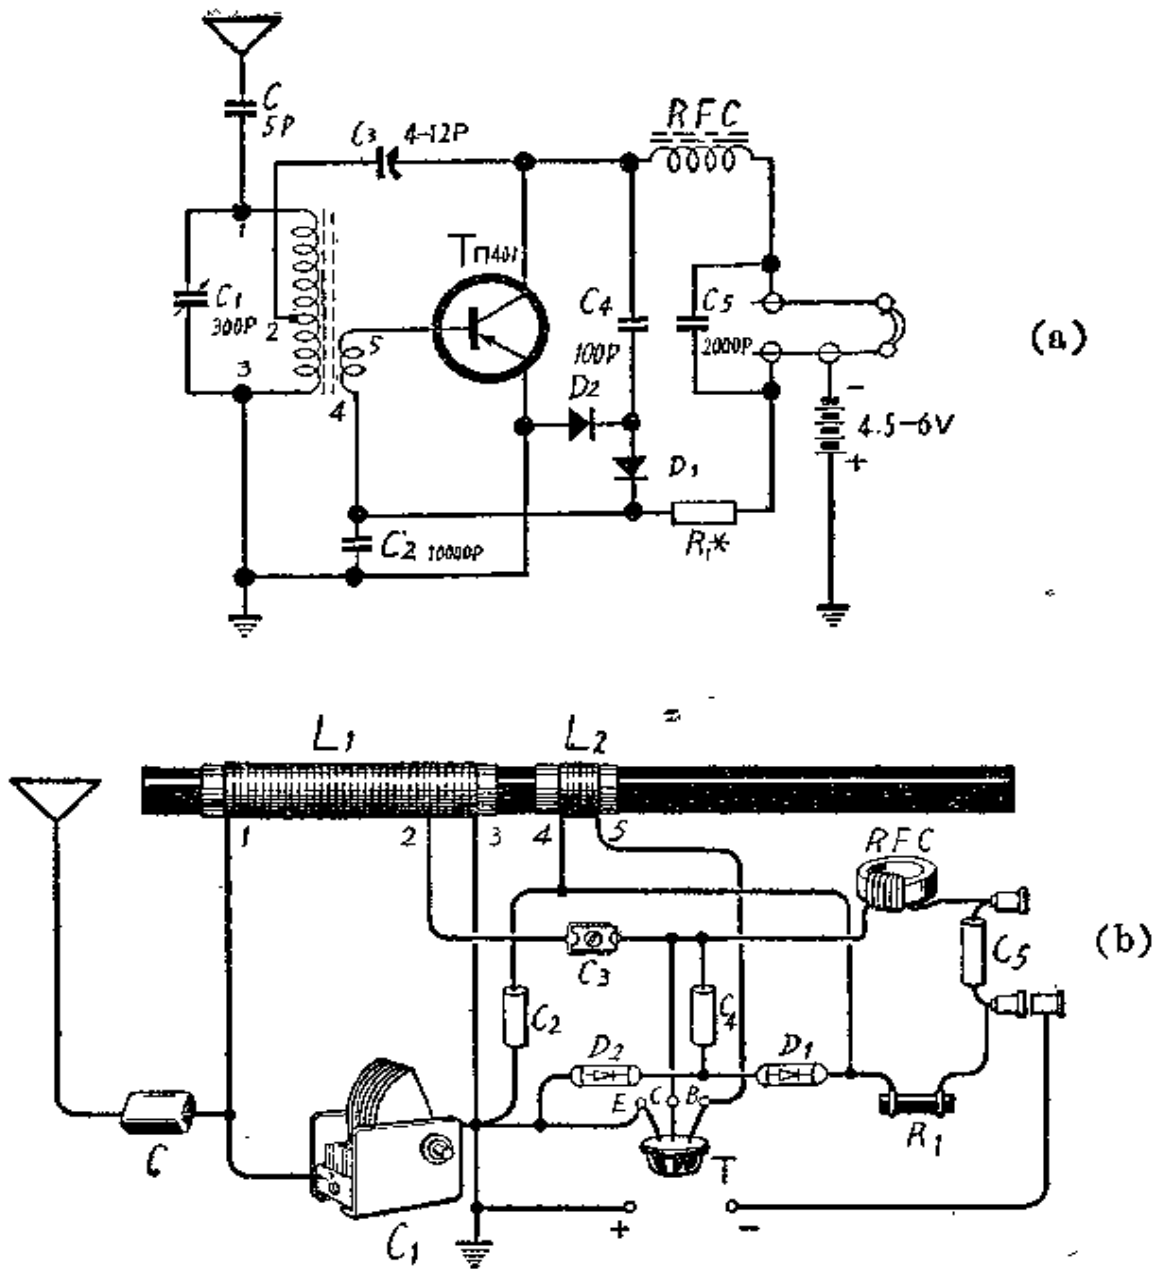 C
5P
C3 4-12P
RFC
1
TП401
C1
300P
2
5
C4
100P
C5
2000P
(a)
3
4
D2
-
4.5-6V
+
D1
C2 10000P
R1*
L1
L2
1
2
3
4
5
RFC
C3
C5
(b)
C2
C4
D2
D1
E
C
B
C
T
R1
C1
+
-